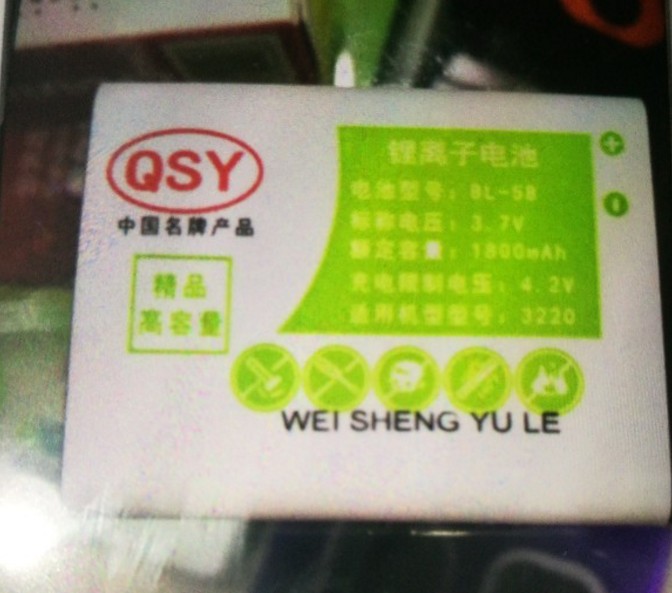 QSY
中国名牌产品
精品
高容量
锂离子电池
电池型号：BL-5B
标称电压：3.7V
额定容量：1800mAh
充电限制电压：4.2V
适用机型型号：3220
WEI SHENG YU LE